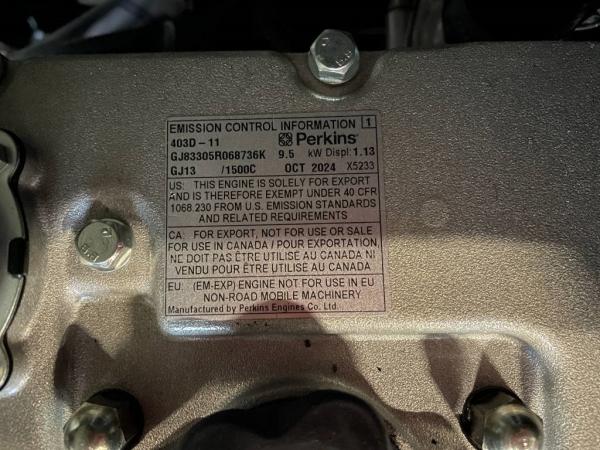 EMISSION CONTROL INFORMATION 1
403D-11 Perkins
GJ83305R068736K 9.5 kW Displ: 1.13
GJ13 /1500C OCT 2024 X5233
US: THIS ENGINE IS SOLELY FOR EXPORT
AND IS THEREFORE EXEMPT UNDER 40 CFR
1068.230 FROM U.S. EMISSION STANDARDS
AND RELATED REQUIREMENTS
CA: FOR EXPORT, NOT FOR USE OR SALE
FOR USE IN CANADA / POUR EXPORTATION,
NE DOIT PAS ÊTRE UTILISÉ AU CANADA NI
VENDU POUR ÊTRE UTILISÉ AU CANADA
EU: (EM-EXP) ENGINE NOT FOR USE IN EU
NON-ROAD MOBILE MACHINERY
Manufactured by Perkins Engines Co. Ltd.